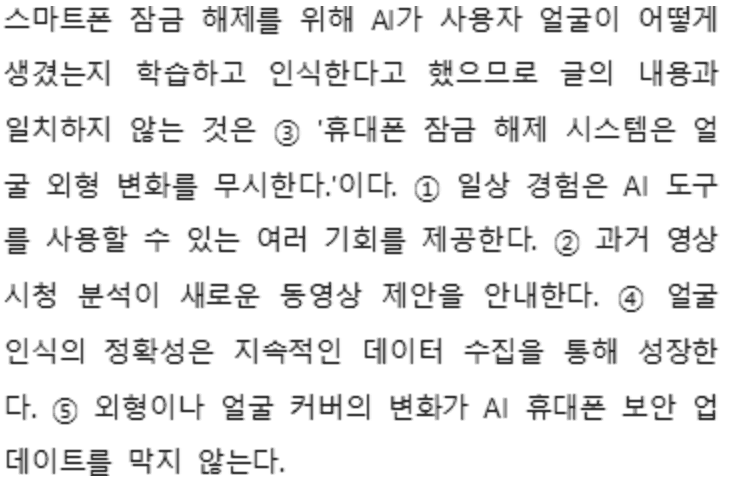 스마트폰 잠금 해제를 위해 AI가 사용자 얼굴이 어떻게
생겼는지 학습하고 인식한다고 했으므로 글의 내용과
일치하지 않는 것은 ③ '휴대폰 잠금 해제 시스템은 얼
굴 외형 변화를 무시한다.'이다. ① 일상 경험은 AI 도구
를 사용할 수 있는 여러 기회를 제공한다. ② 과거 영상
시청 분석이 새로운 동영상 제안을 안내한다. ④ 얼굴
인식의 정확성은 지속적인 데이터 수집을 통해 성장한
다. ⑤ 외형이나 얼굴 커버의 변화가 AI 휴대폰 보안 업
데이트를 막지 않는다.